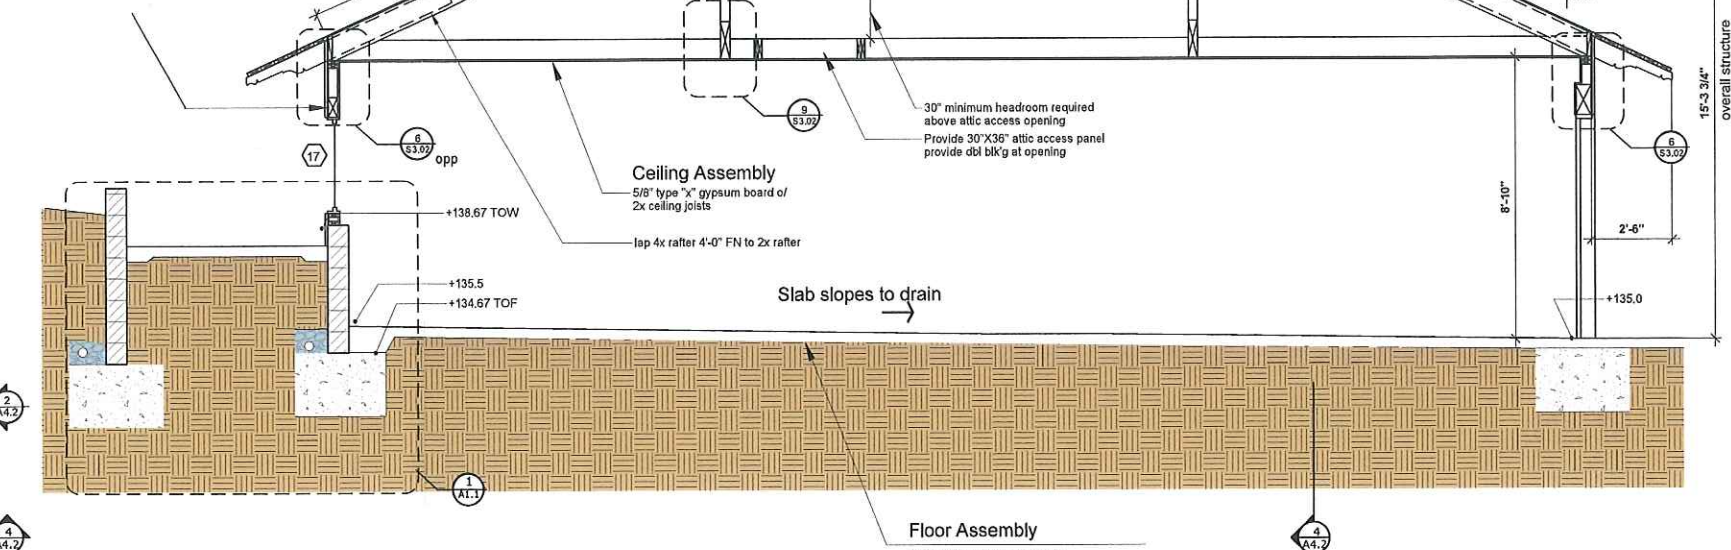 15'-3 3/4"
overall structure
30" minimum headroom required
above attic access opening
9
S3.02
Provide 30"X36" attic access panel
provide dbl blk'g at opening
6
S3.02
opp
6
S3.02
17
Ceiling Assembly
5/8" type "x" gypsum board o/
2x ceiling joists
8'-10"
+138.67 TOW
2'-6"
lap 4x rafter 4'-0" FN to 2x rafter
+135.5
+134.67 TOF
Slab slopes to drain
+135.0
2
A4.2
1
A1.1
Floor Assembly
4
A4.2
4
A4.2